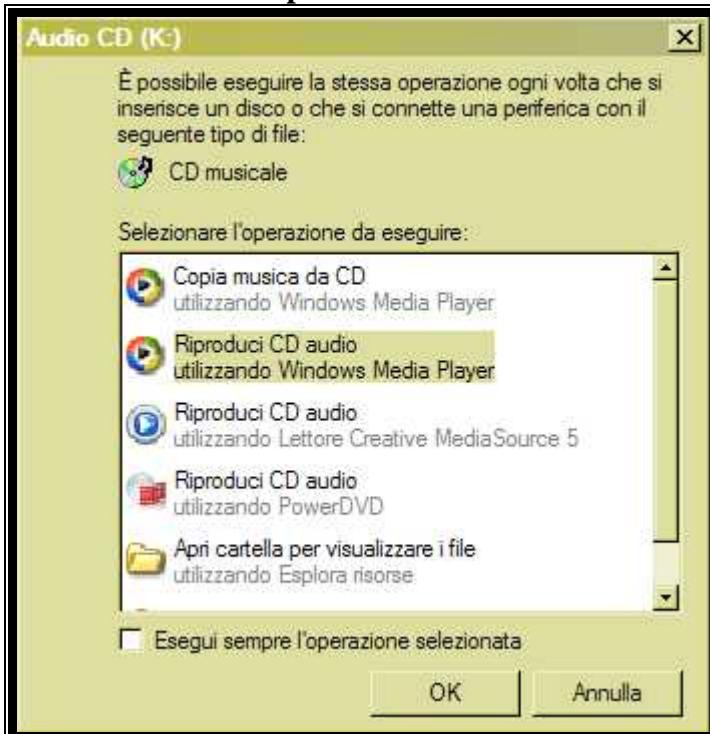 Audio CD (K:)
È possibile eseguire la stessa operazione ogni volta che si
inserisce un disco o che si connette una periferica con il
seguente tipo di file:
CD musicale
Selezionare l'operazione da eseguire:
Copia musica da CD
utilizzando Windows Media Player
Riproduci CD audio
utilizzando Windows Media Player
Riproduci CD audio
utilizzando Lettore Creative MediaSource 5
Riproduci CD audio
utilizzando PowerDVD
Apri cartella per visualizzare i file
utilizzando Esplora risorse
Esegui sempre l'operazione selezionata
OK
Annulla